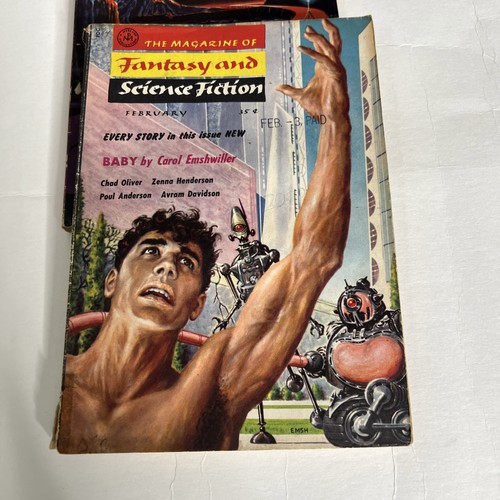 THE MAGAZINE OF
Fantasy and
Science Fiction
FEBRUARY 35¢
FEB -3 PAID
EVERY STORY in this issue NEW
BABY by Carol Emshwiller
Chad Oliver Zenna Henderson
Poul Anderson Avram Davidson
EMSH